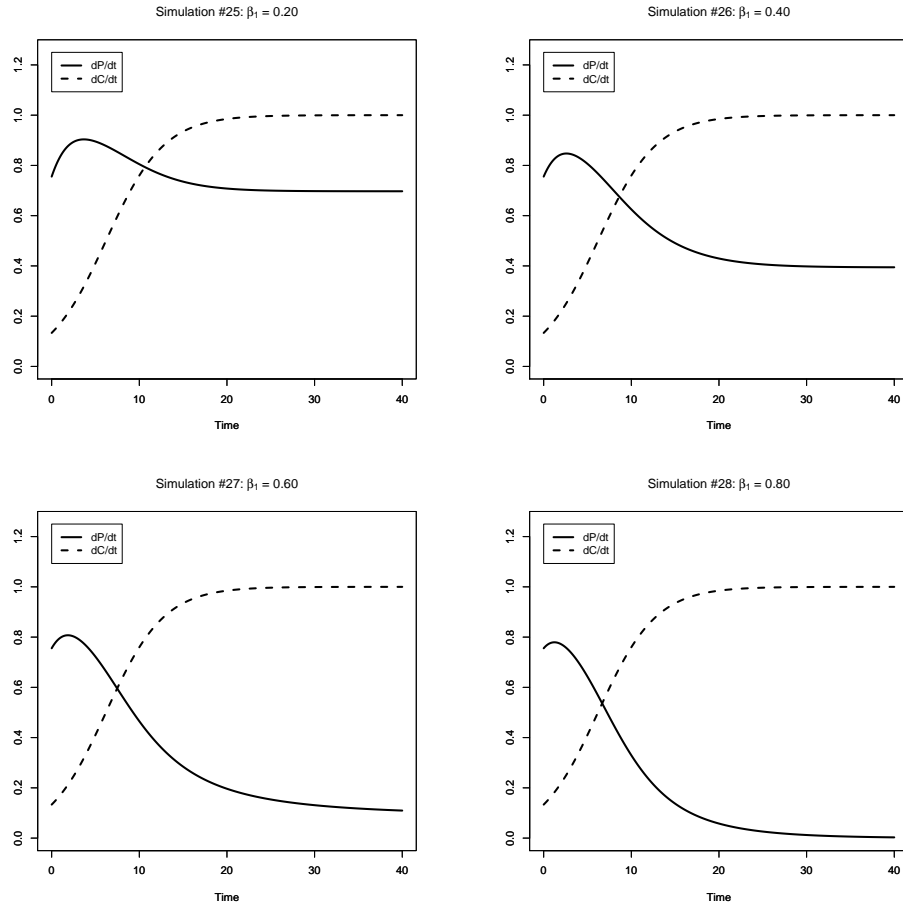 Simulation #25: β₁ = 0.20
dP/dt
dC/dt
0.0 0.2 0.4 0.6 0.8 1.0 1.2
0 10 20 30 40
Time
Simulation #26: β₁ = 0.40
dP/dt
dC/dt
0.0 0.2 0.4 0.6 0.8 1.0 1.2
0 10 20 30 40
Time
Simulation #27: β₁ = 0.60
dP/dt
dC/dt
0.0 0.2 0.4 0.6 0.8 1.0 1.2
0 10 20 30 40
Time
Simulation #28: β₁ = 0.80
dP/dt
dC/dt
0.0 0.2 0.4 0.6 0.8 1.0 1.2
0 10 20 30 40
Time